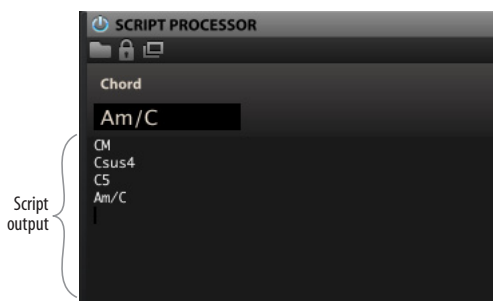 SCRIPT PROCESSOR
Chord
Am/C
CM
Csus4
C5
Am/C
Script
output